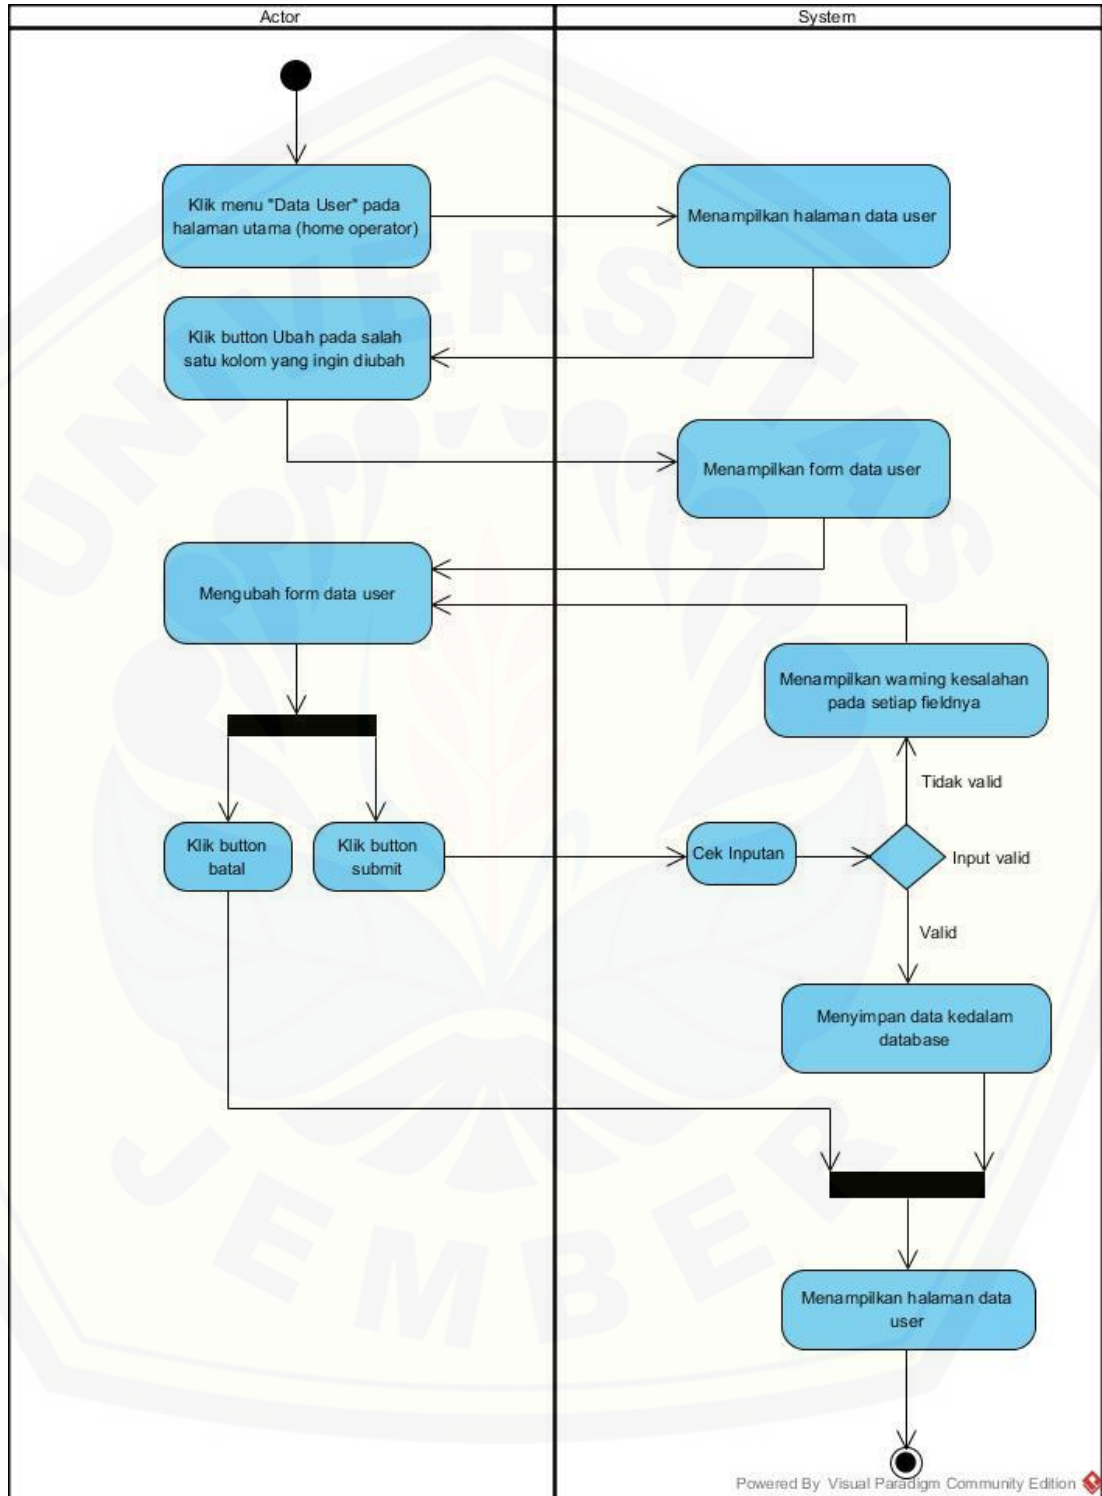 Actor
System
Klik menu "Data User" pada
halaman utama (home operator)
Menampilkan halaman data user
Klik button Ubah pada salah
satu kolom yang ingin diubah
Menampilkan form data user
Mengubah form data user
Menampilkan warning kesalahan
pada setiap fieldnya
Tidak valid
Klik button
batal
Klik button
submit
Cek Inputan
Input valid
Valid
Menyimpan data kedalam
database
Menampilkan halaman data
user
Powered By Visual Paradigm Community Edition
UNIVERSITAS
JEMBER